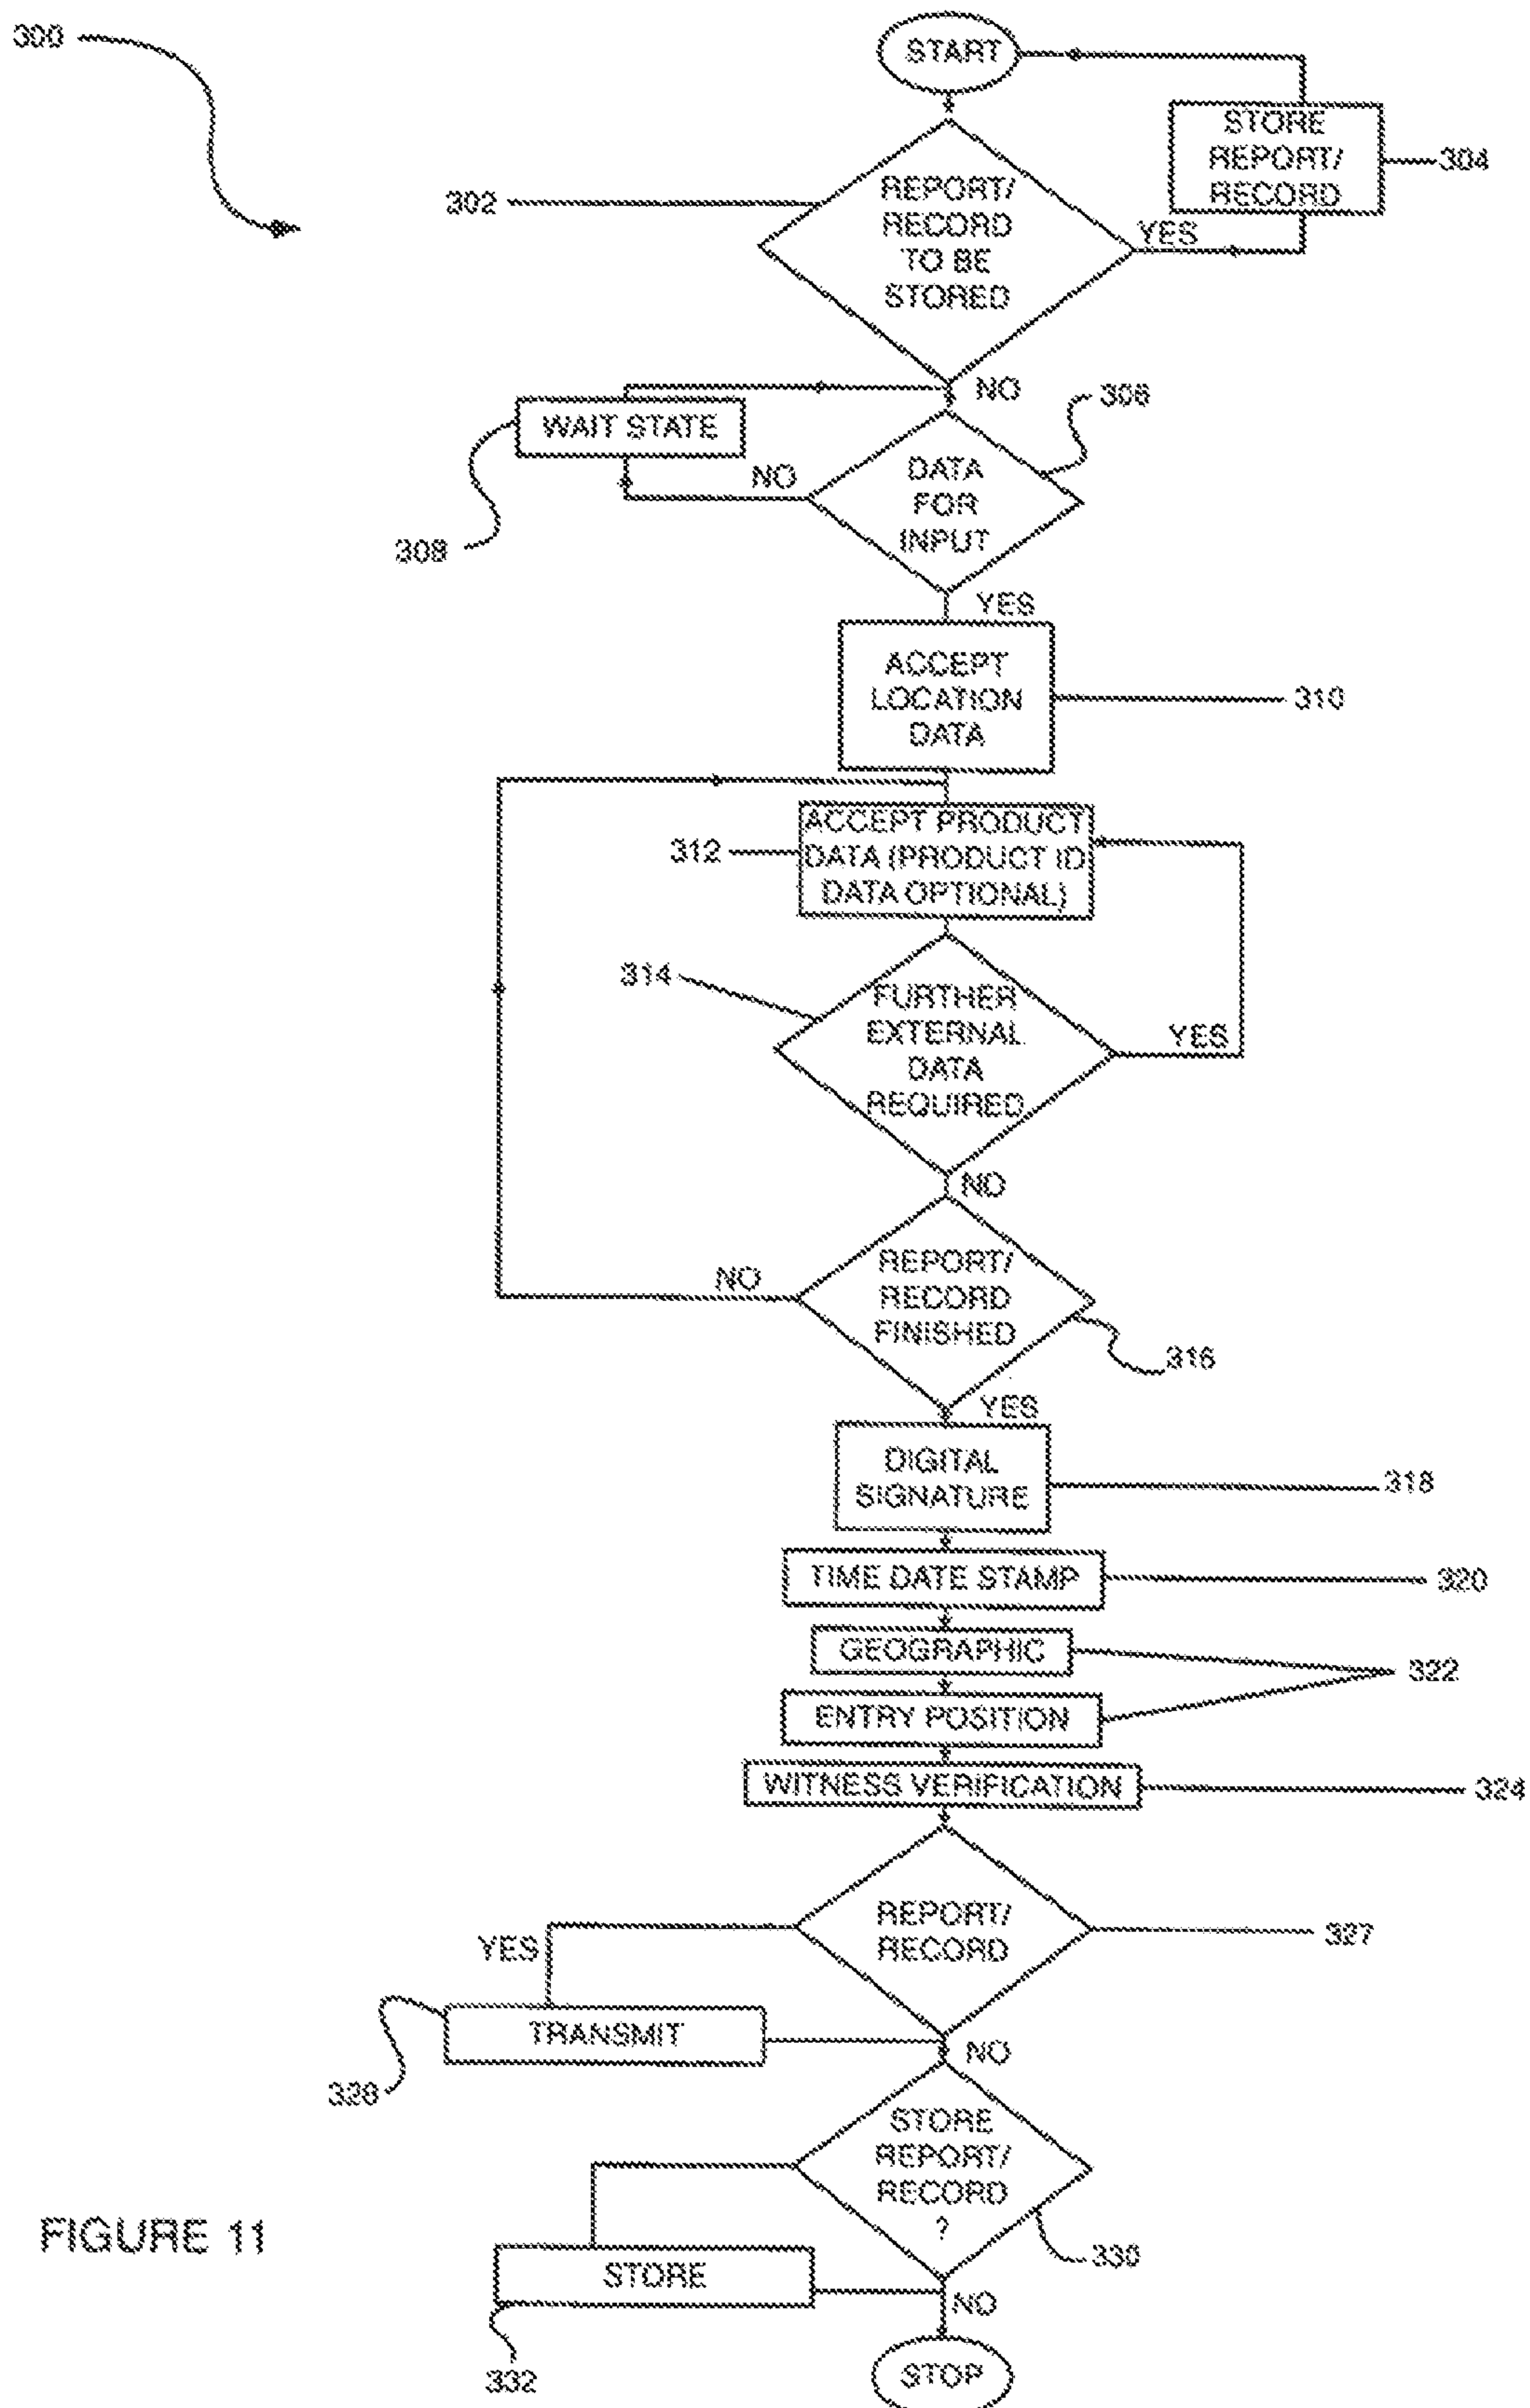 300
START
STORE
REPORT/
RECORD
304
302
REPORT/
RECORD
TO BE
STORED
YES
NO
306
WAIT STATE
NO
DATA
FOR
INPUT
308
YES
ACCEPT
LOCATION
DATA
310
312
ACCEPT PRODUCT
DATA (PRODUCT ID
DATA OPTIONAL)
314
FURTHER
EXTERNAL
DATA
REQUIRED
YES
NO
NO
REPORT/
RECORD
FINISHED
316
YES
DIGITAL
SIGNATURE
318
TIME DATE STAMP
320
GEOGRAPHIC
322
ENTRY POSITION
WITNESS VERIFICATION
324
REPORT/
RECORD
327
YES
TRANSMIT
328
NO
STORE
REPORT/
RECORD
?
330
FIGURE 11
STORE
332
NO
STOP